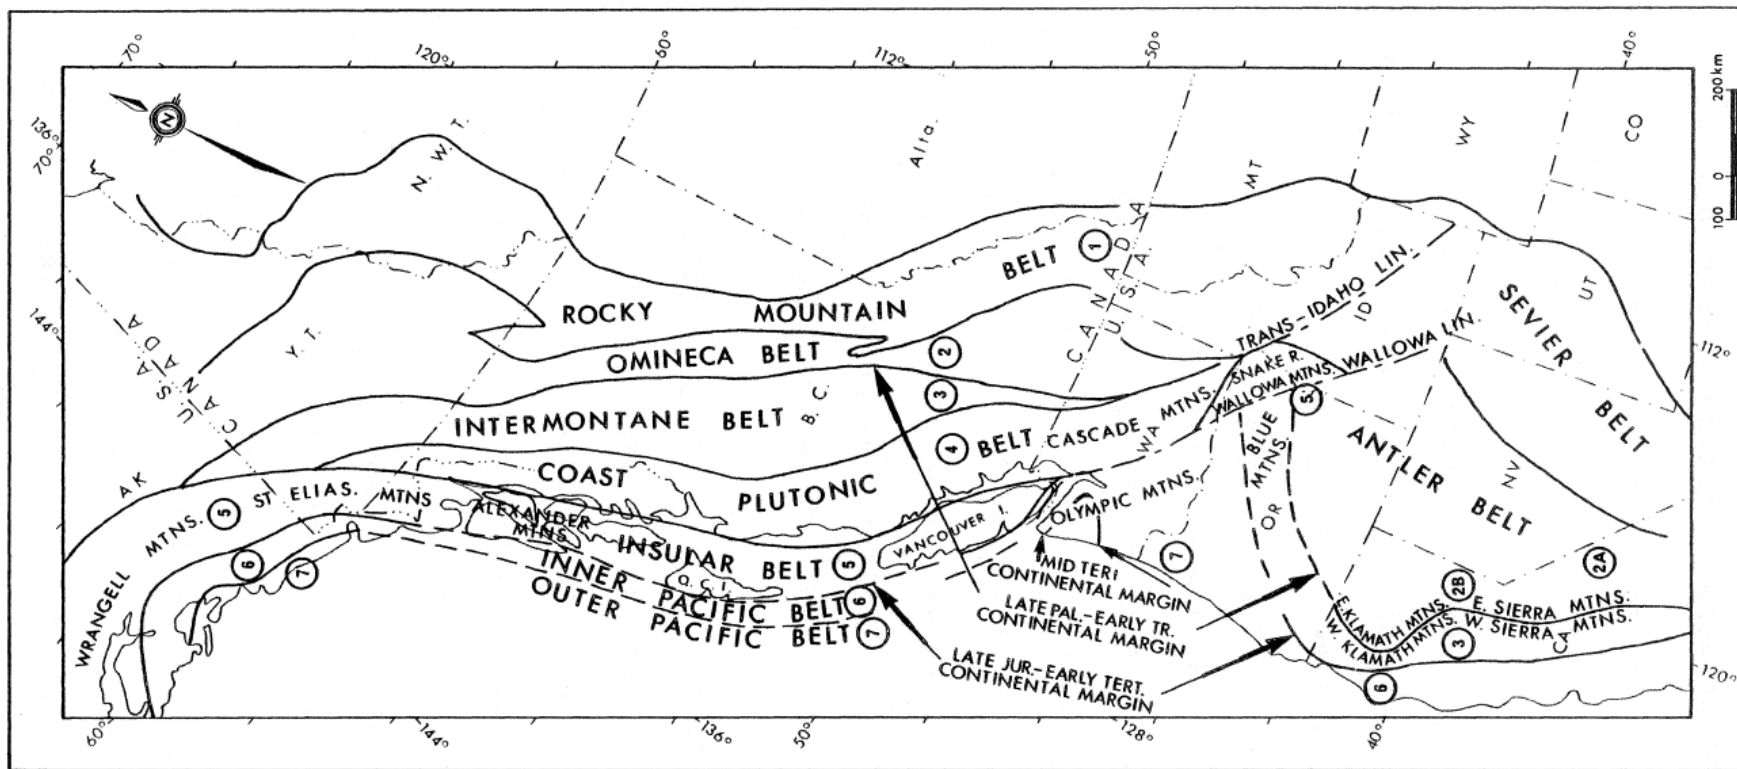 70°
120°
60°
112°
50°
40°
200 km
0
100
136°
70°
144°
N
N. W. T.
Alta.
MT
WY
CO
CANADA
U.S.A.
BELT
1
ROCKY MOUNTAIN
OMINECA BELT
2
TRANS-IDAHO LIN.
ID
SEVIER BELT
UT
112°
Y. T.
U S A
CANADA
INTERMONTANE BELT
B. C.
3
SNAKE R.
WALLOWA MTNS.
WALLOWA LIN.
5
4
BELT
CASCADE MTNS.
WA
COAST PLUTONIC
ANTLER BELT
NV
BLUE MTNS.
OR
AK
WRANGELL MTNS.
5
ST ELIAS. MTNS
ALEXANDER
MTNS
INSULAR BELT
5
VANCOUVER I.
OLYMPIC MTNS.
7
6
7
Q. C. I.
INNER PACIFIC BELT
6
OUTER PACIFIC BELT
7
MID TERT
CONTINENTAL MARGIN
LATE PAL.-EARLY TR.
CONTINENTAL MARGIN
LATE JUR.-EARLY TERT.
CONTINENTAL MARGIN
2A
2B
E. KLAMATH MTNS.
E. SIERRA MTNS.
W. KLAMATH MTNS.
W. SIERRA MTNS.
3
CA
6
120°
60°
144°
136°
50°
128°
40°